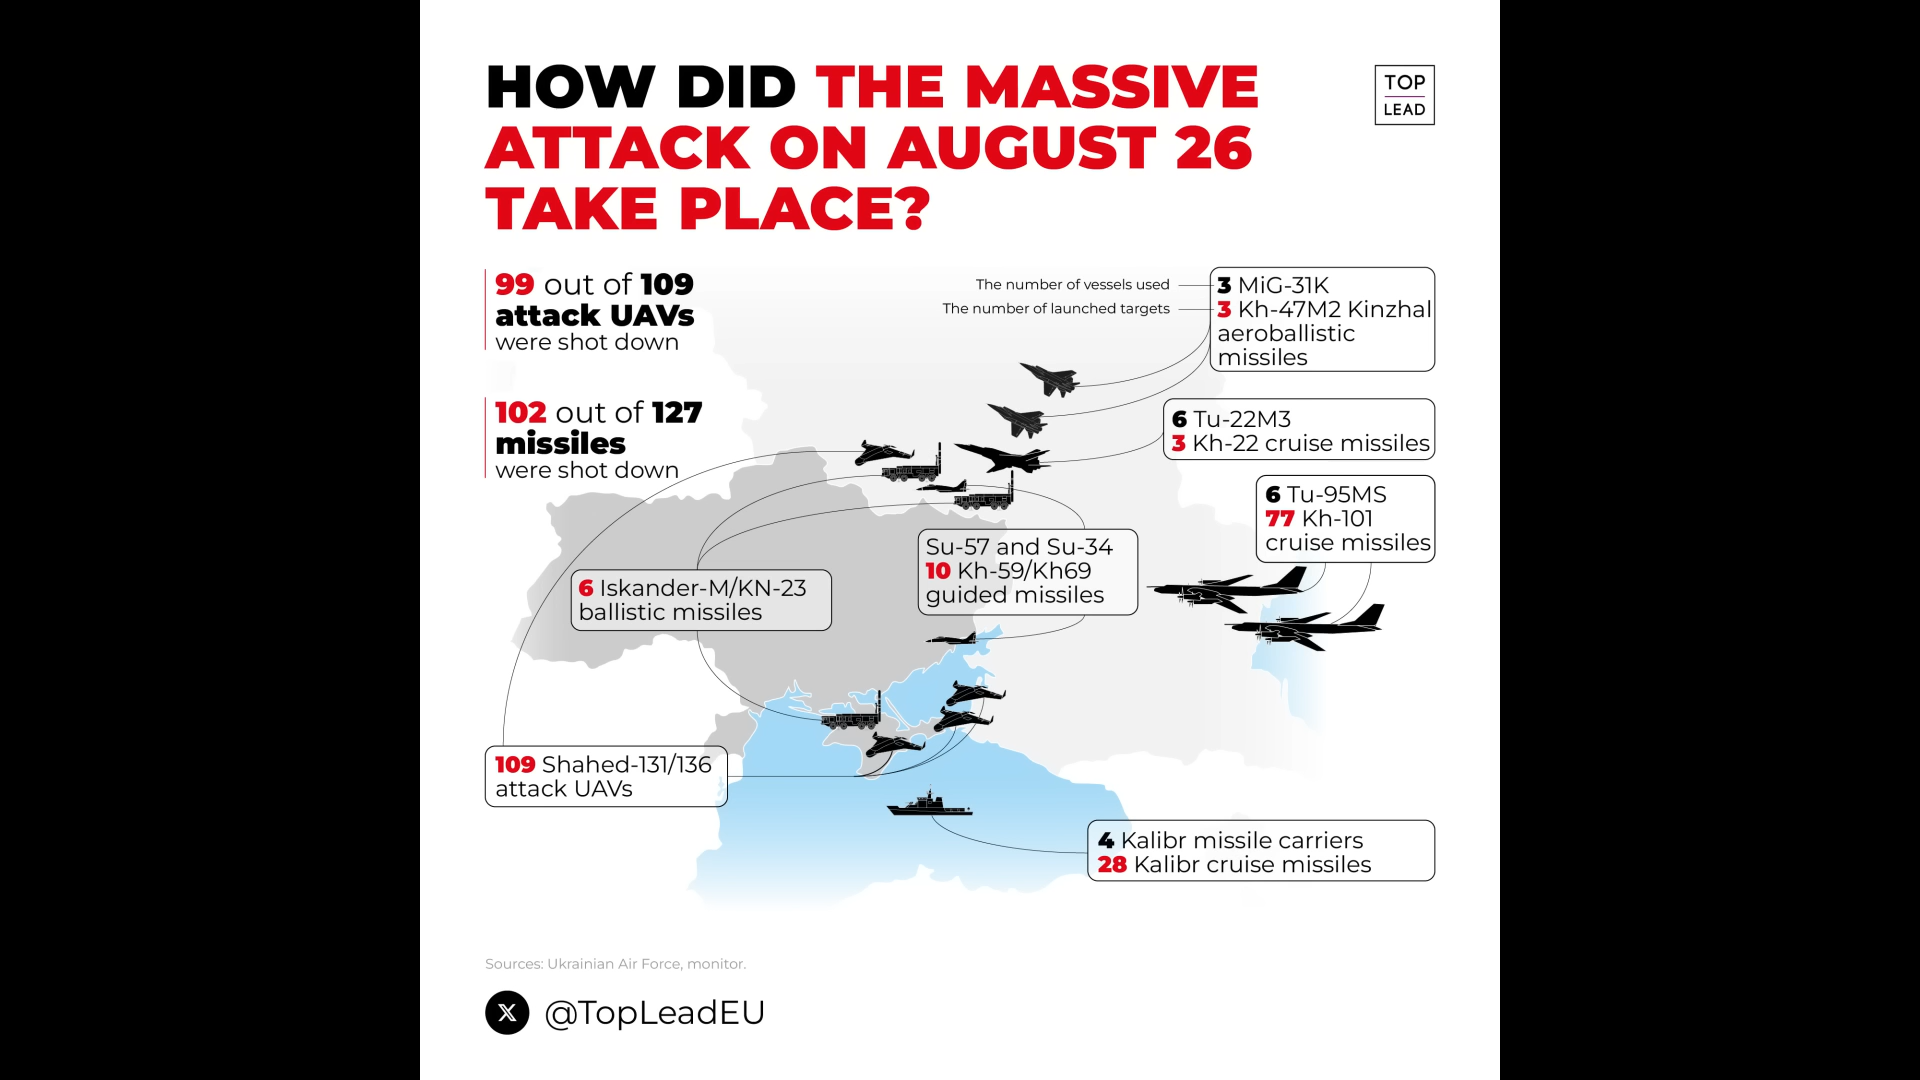 HOW DID THE MASSIVE
ATTACK ON AUGUST 26
TAKE PLACE?
TOP
LEAD
99 out of 109
attack UAVs
were shot down
102 out of 127
missiles
were shot down
The number of vessels used
The number of launched targets
3 MiG-31K
3 Kh-47M2 Kinzhal
aeroballistic
missiles
6 Tu-22M3
3 Kh-22 cruise missiles
6 Tu-95MS
77 Kh-101
cruise missiles
Su-57 and Su-34
10 Kh-59/Kh69
guided missiles
6 Iskander-M/KN-23
ballistic missiles
109 Shahed-131/136
attack UAVs
4 Kalibr missile carriers
28 Kalibr cruise missiles
Sources: Ukrainian Air Force, monitor.
@TopLeadEU